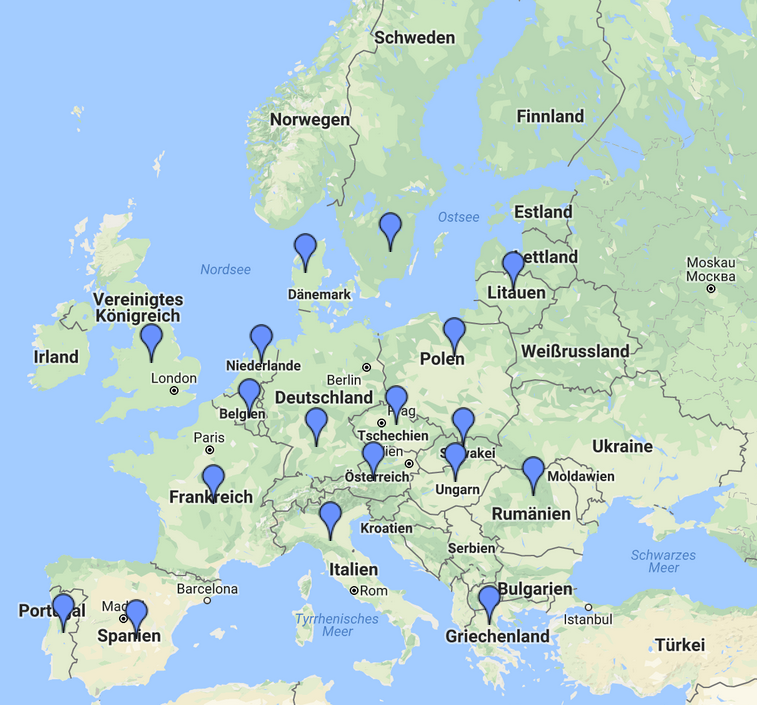 Schweden
Finnland
Norwegen
Estland
Ostsee
Lettland
Nordsee
Moskau
Москва
Dänemark
Litauen
Vereinigtes
Königreich
Irland
Weißrussland
Polen
Niederlande
London
Berlin
Deutschland
Belgien
Prag
Tschechien
Paris
Ukraine
Slowakei
Wien
Österreich
Moldawien
Ungarn
Frankreich
Rumänien
Kroatien
Serbien
Schwarzes
Meer
Italien
Barcelona
Rom
Bulgarien
Portugal
Istanbul
Tyrrhenisches
Meer
Spanien
Griechenland
Türkei